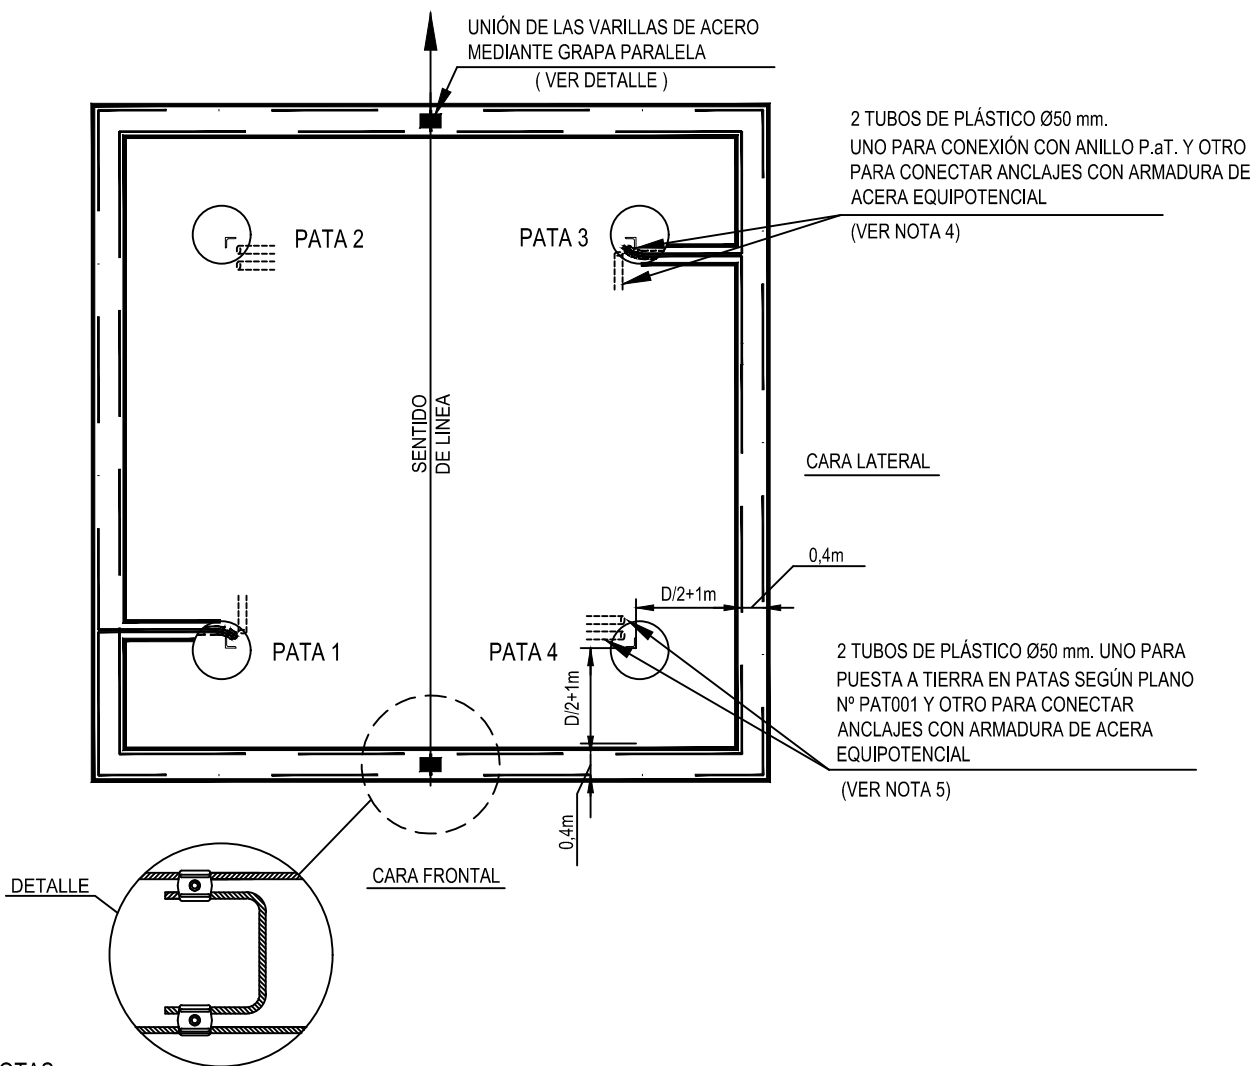 UNIÓN DE LAS VARILLAS DE ACERO
MEDIANTE GRAPA PARALELA
( VER DETALLE )
2 TUBOS DE PLÁSTICO Ø50 mm.
UNO PARA CONEXIÓN CON ANILLO P.aT. Y OTRO
PARA CONECTAR ANCLAJES CON ARMADURA DE
ACERA EQUIPOTENCIAL
(VER NOTA 4)
PATA 2
PATA 3
SENTIDO
DE LINEA
CARA LATERAL
0,4m
D/2+1m
PATA 1
PATA 4
D/2+1m
2 TUBOS DE PLÁSTICO Ø50 mm. UNO PARA
PUESTA A TIERRA EN PATAS SEGÚN PLANO
Nº PAT001 Y OTRO PARA CONECTAR
ANCLAJES CON ARMADURA DE ACERA
EQUIPOTENCIAL
(VER NOTA 5)
0,4m
CARA FRONTAL
DETALLE